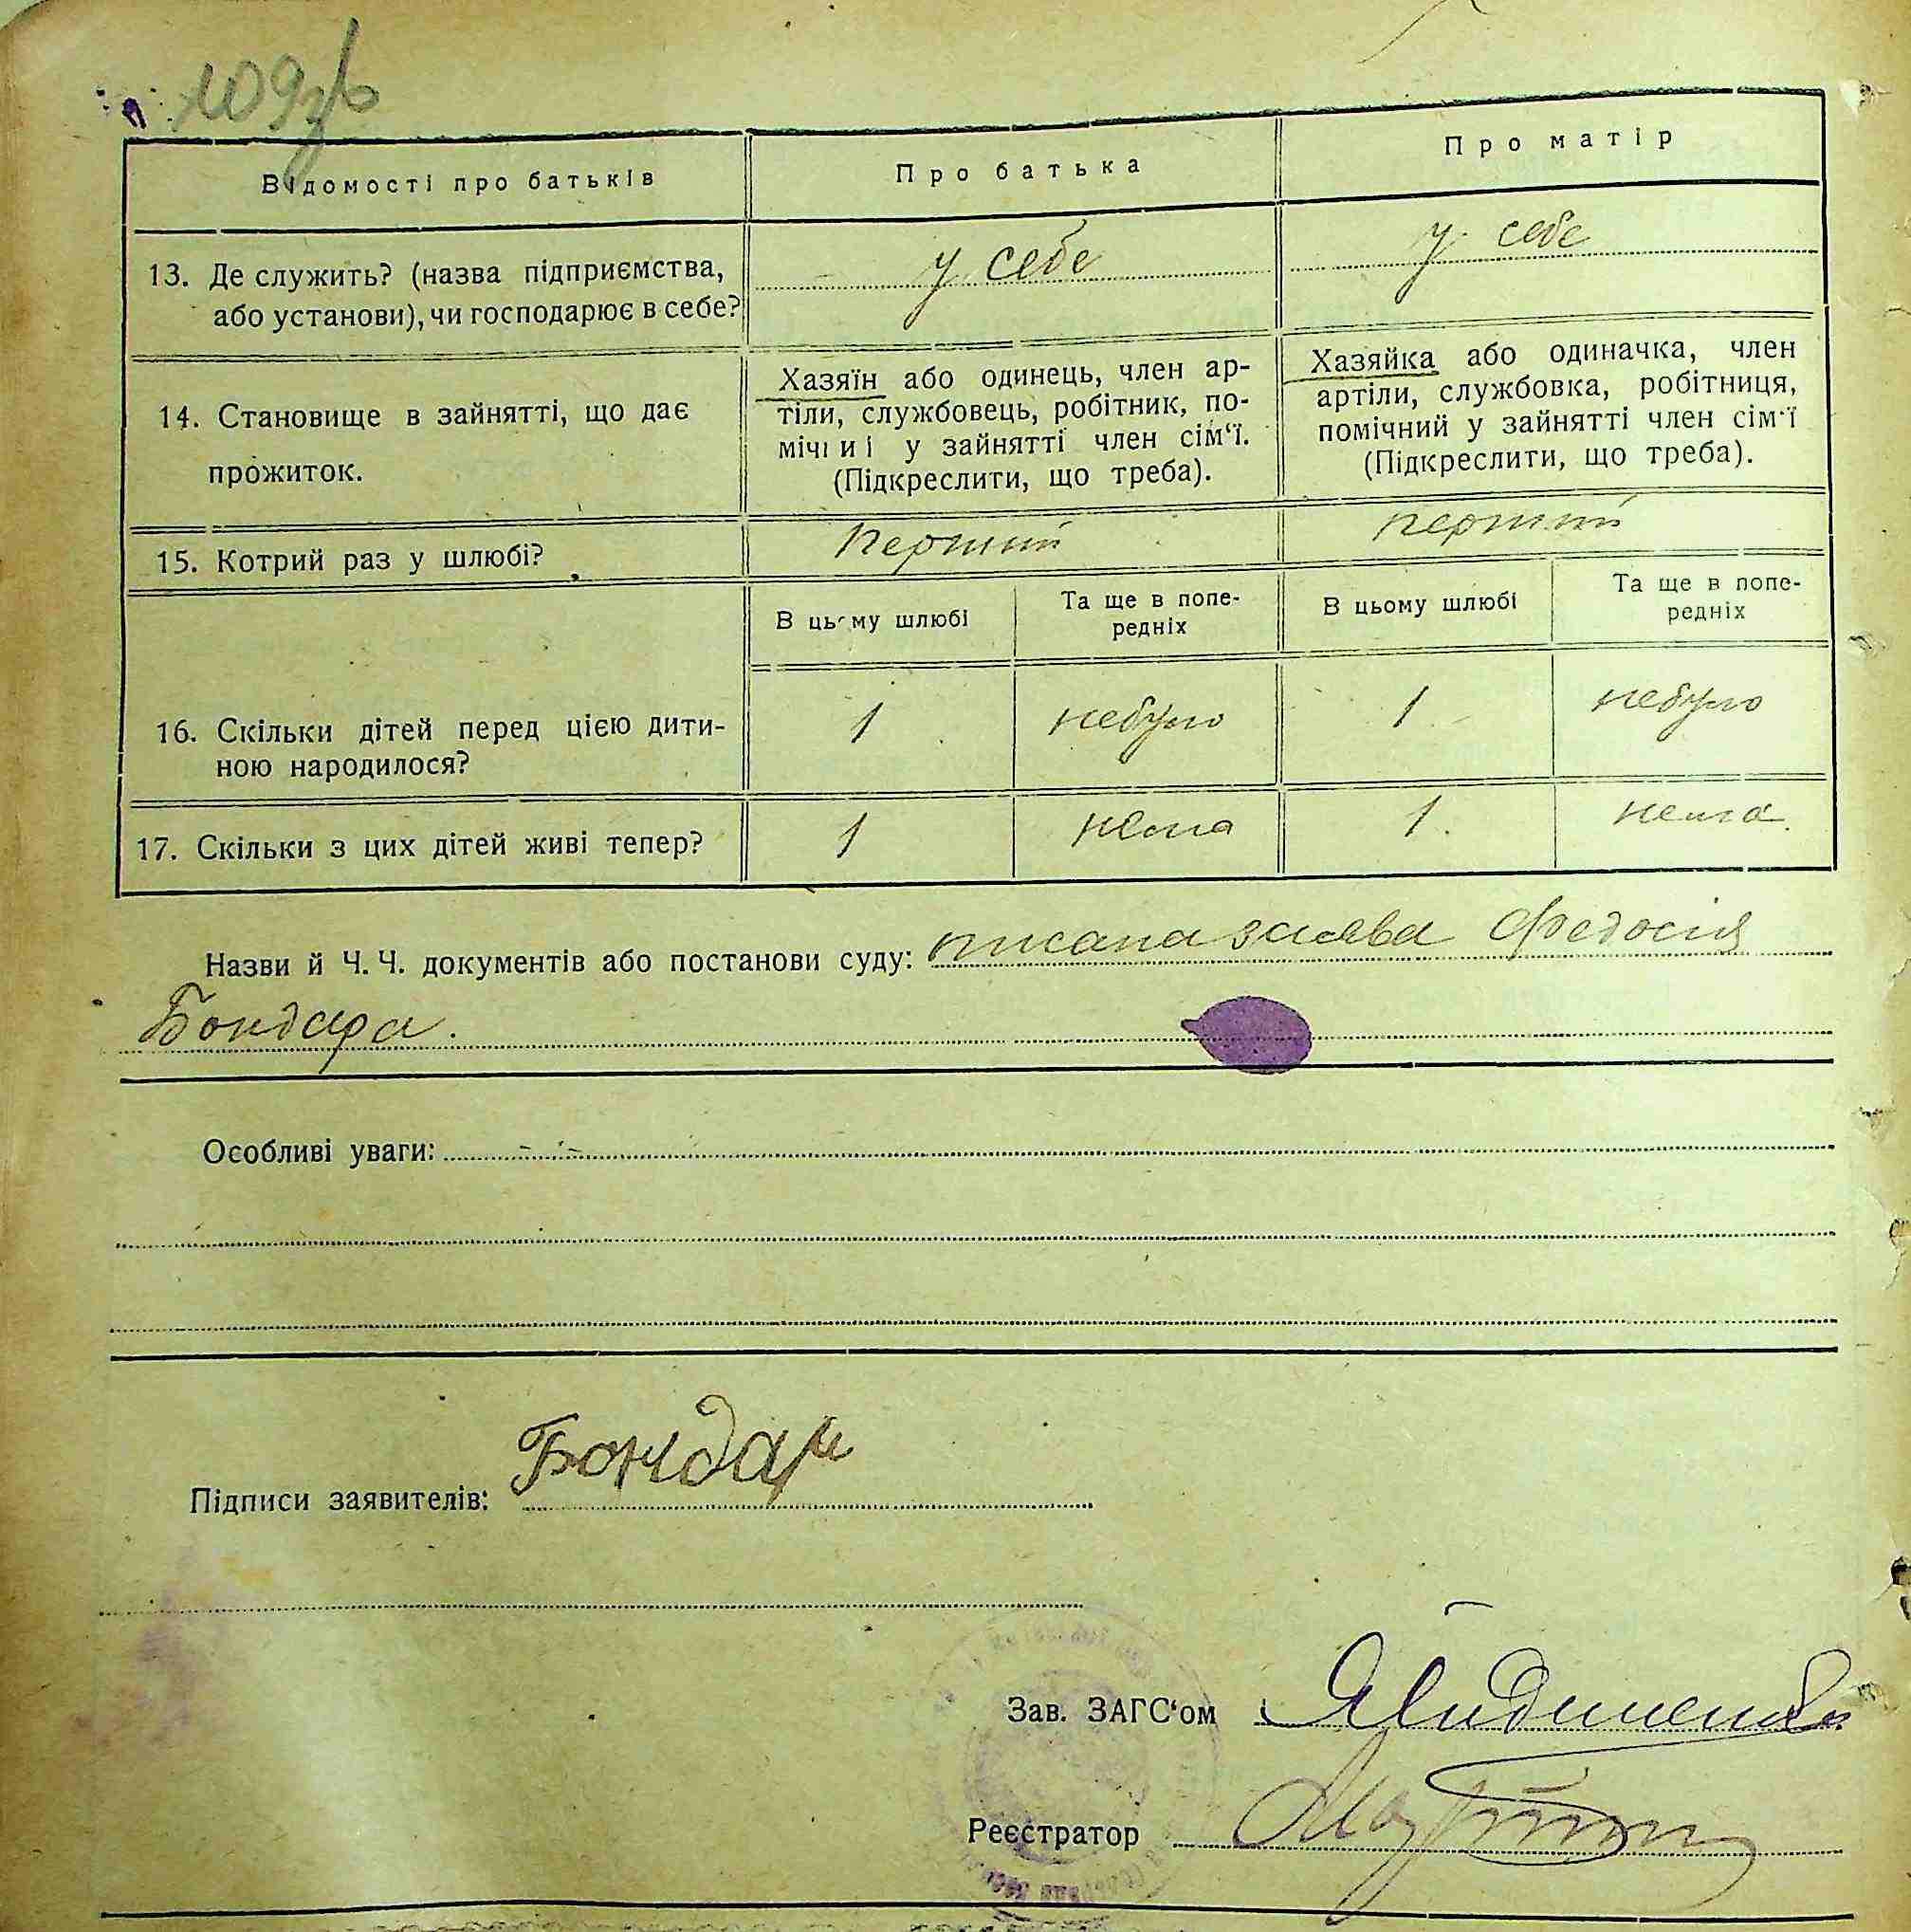 109зв
Відомості про батьків
Про батька
Про матір
13. Де служить? (назва підприємства,
або установи), чи господарює в себе?
у себе
у себе
14. Становище в зайнятті, що дає
прожиток.
Хазяїн або одинець, член ар-
тіли, службовець, робітник, по-
мічниі у зайнятті член сім‘ї.
(Підкреслити, що треба).
Хазяйка або одиначка, член
артіли, службовка, робітниця,
помічний у зайнятті член сім‘ї
(Підкреслити, що треба).
15. Котрий раз у шлюбі?
перший
перший
В цьому шлюбі
Та ще в попе-
редніх
В цьому шлюбі
Та ще в попе-
редніх
16. Скільки дітей перед цією дити-
ною народилося?
1
небуло
1
небуло
17. Скільки з цих дітей живі тепер?
1
нема
1.
нема.
Назви й Ч. Ч. документів або постанови суду: писана заява Федосія
Бондара.
Особливі уваги:
Підписи заявителів: Бондар
Зав. ЗАГС‘ом
Реєстратор